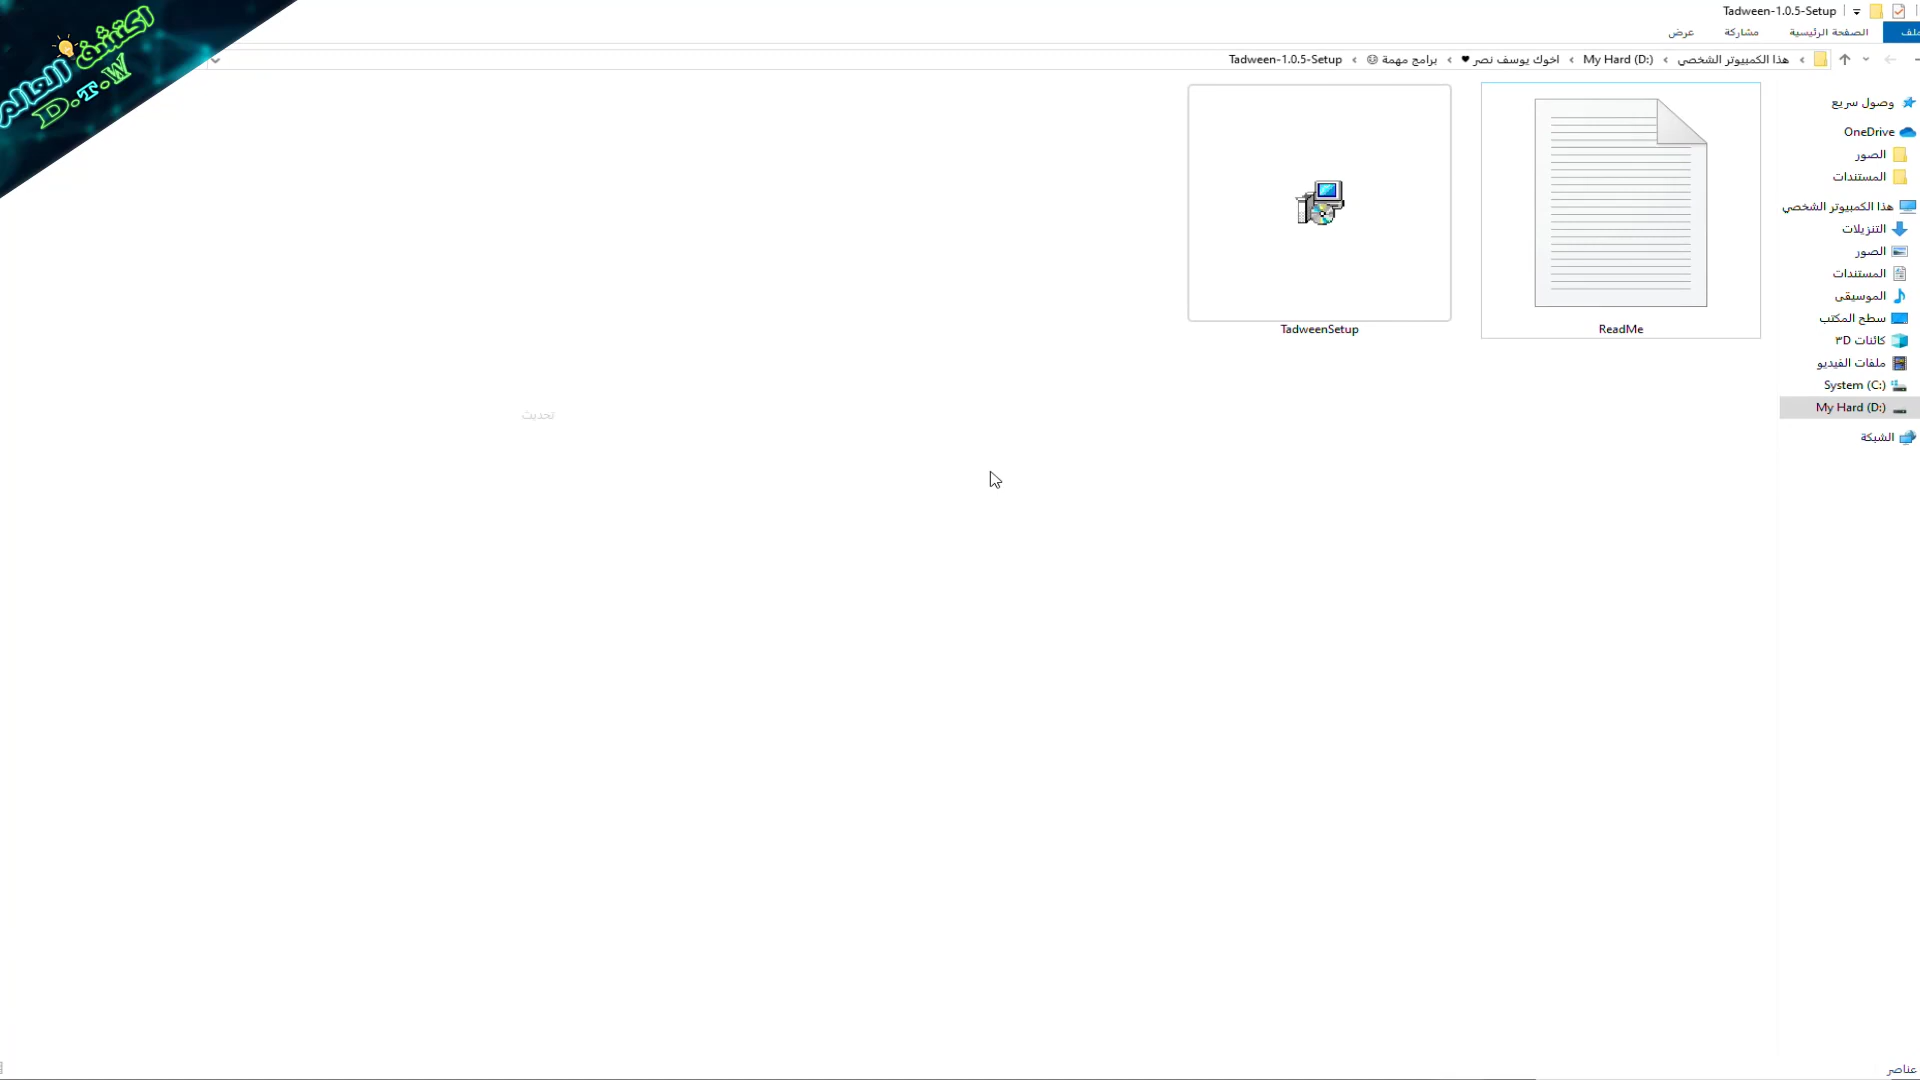 اكتشف العالم
D.T.W
Tadween-1.0.5-Setup
ملف
الصفحة الرئيسية
مشاركة
عرض
هذا الكمبيوتر الشخصي › My Hard (D:) › اخوك يوسف نصر ♥ › برامج مهمة ☺ › Tadween-1.0.5-Setup
وصول سريع
OneDrive
الصور
المستندات
هذا الكمبيوتر الشخصي
التنزيلات
الصور
المستندات
الموسيقى
سطح المكتب
كائنات ٣D
ملفات الفيديو
System (C:)
My Hard (D:)
الشبكة
ReadMe
TadweenSetup
تحديث
عناصر